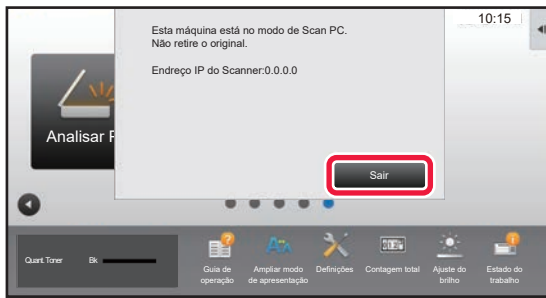 Esta máquina está no modo de Scan PC.
Não retire o original.
Endereço IP do Scanner:0.0.0.0
10:15
Analisar
Sair
Quant.Toner Bk
Guia de
operação
Ampliar modo
de apresentação
Definições
Contagem total
Ajuste do
brilho
Estado do
trabalho